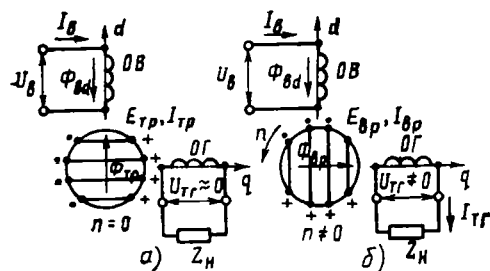 I_в d
U_в Φ_вd ОВ
E_тр, I_тр
Φ_тр
ОГ
U_тг ≈ 0 q
n = 0
а) Z_н
I_в d
U_в Φ_вd ОВ
E_вр, I_вр
n Φ_вр
ОГ
U_тг ≠ 0 q
I_тг
n ≠ 0
б) Z_н